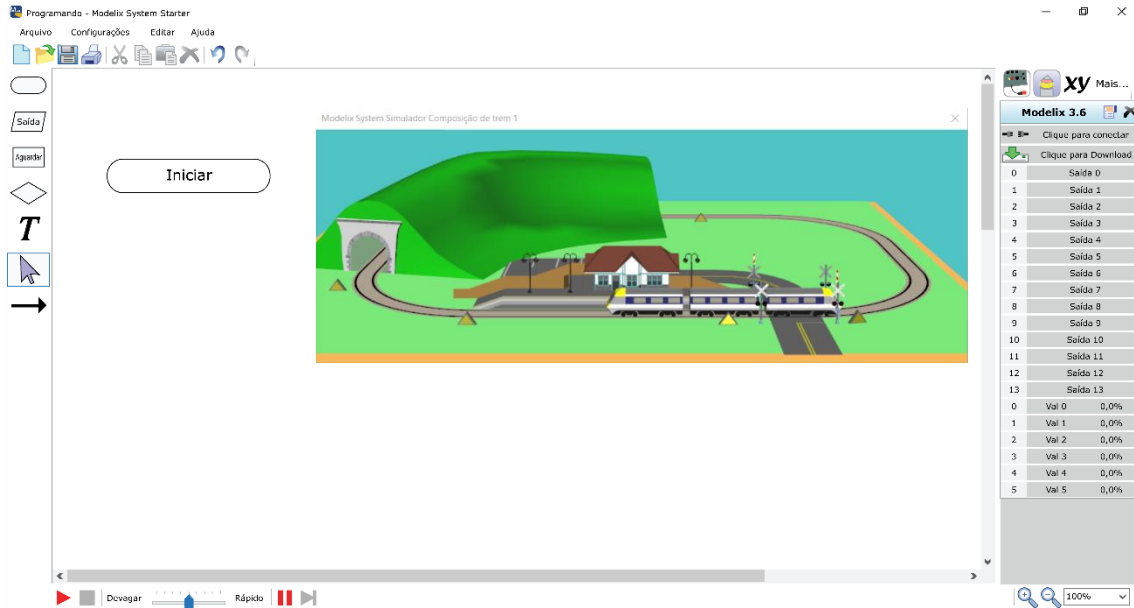 Programando - Modelix System Starter
Arquivo Configurações Editar Ajuda
Saída
Aguardar
T
Iniciar
Modelix System Simulador Composição de trem 1
xy Mais...
Modelix 3.6
Clique para conectar
Clique para Download
0 Saída 0
1 Saída 1
2 Saída 2
3 Saída 3
4 Saída 4
5 Saída 5
6 Saída 6
7 Saída 7
8 Saída 8
9 Saída 9
10 Saída 10
11 Saída 11
12 Saída 12
13 Saída 13
0 Val 0 0,0%
1 Val 1 0,0%
2 Val 2 0,0%
3 Val 3 0,0%
4 Val 4 0,0%
5 Val 5 0,0%
Devagar Rápido
100%